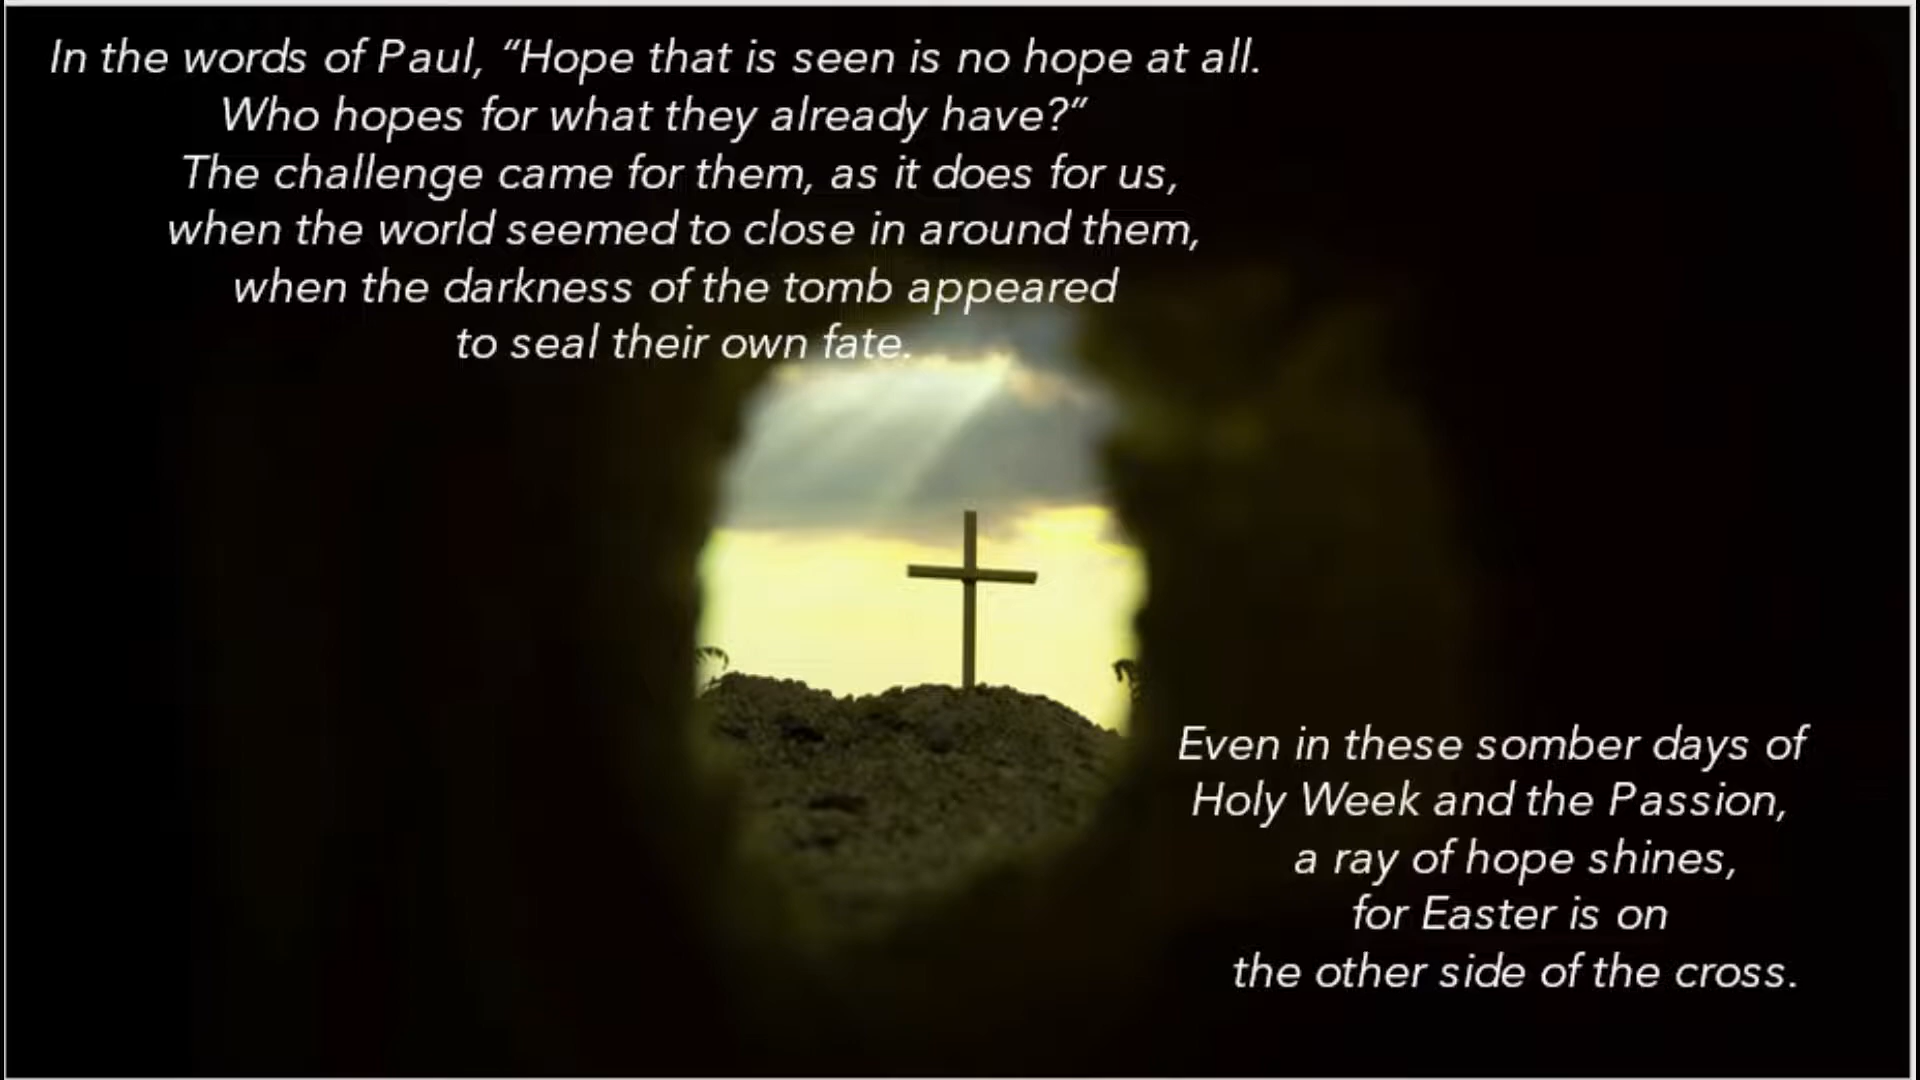 In the words of Paul, “Hope that is seen is no hope at all.
Who hopes for what they already have?”
The challenge came for them, as it does for us,
when the world seemed to close in around them,
when the darkness of the tomb appeared
to seal their own fate.
Even in these somber days of
Holy Week and the Passion,
a ray of hope shines,
for Easter is on
the other side of the cross.